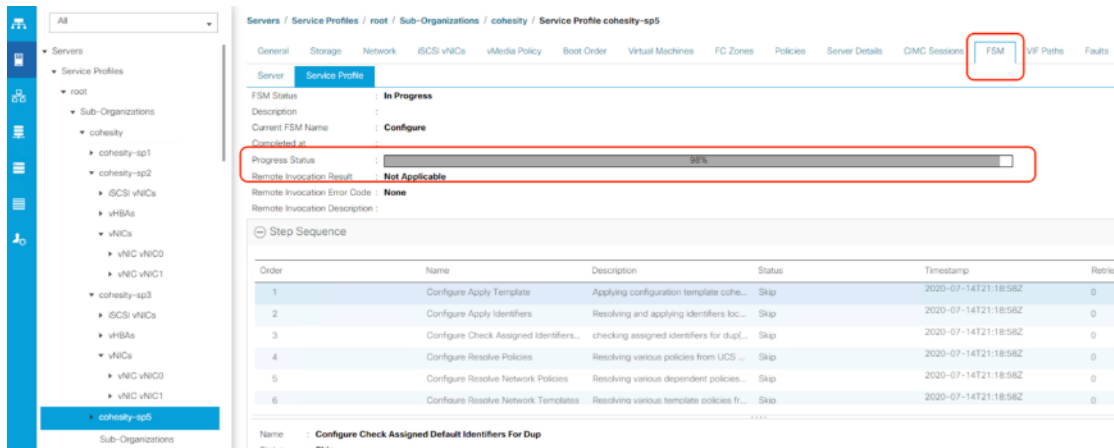 All
Servers
Service Profiles
root
Sub-Organizations
cohesity
cohesity-sp1
cohesity-sp2
iSCSI vNICs
vHBAs
vNICs
vNIC vNIC0
vNIC vNIC1
cohesity-sp3
iSCSI vNICs
vHBAs
vNICs
vNIC vNIC0
vNIC vNIC1
cohesity-sp5
Sub-Organizations
Servers / Service Profiles / root / Sub-Organizations / cohesity / Service Profile cohesity-sp5
General Storage Network iSCSI vNICs vMedia Policy Boot Order Virtual Machines FC Zones Policies Server Details CIMC Sessions FSM VIF Paths Faults
Server Service Profile
FSM Status : In Progress
Description :
Current FSM Name : Configure
Completed at :
Progress Status : 98%
Remote Invocation Result : Not Applicable
Remote Invocation Error Code : None
Remote Invocation Description :
Step Sequence
Order Name Description Status Timestamp Retrie
1 Configure Apply Template Applying configuration template cohe... Skip 2020-07-14T21:18:58Z 0
2 Configure Apply Identifiers Resolving and applying identifiers loc... Skip 2020-07-14T21:18:58Z 0
3 Configure Check Assigned Identifiers... checking assigned identifiers for dup(... Skip 2020-07-14T21:18:58Z 0
4 Configure Resolve Policies Resolving various policies from UCS ... Skip 2020-07-14T21:18:58Z 0
5 Configure Resolve Network Policies Resolving various dependent policies... Skip 2020-07-14T21:18:58Z 0
6 Configure Resolve Network Templates Resolving various template policies fr... Skip 2020-07-14T21:18:58Z 0
Name : Configure Check Assigned Default Identifiers For Dup